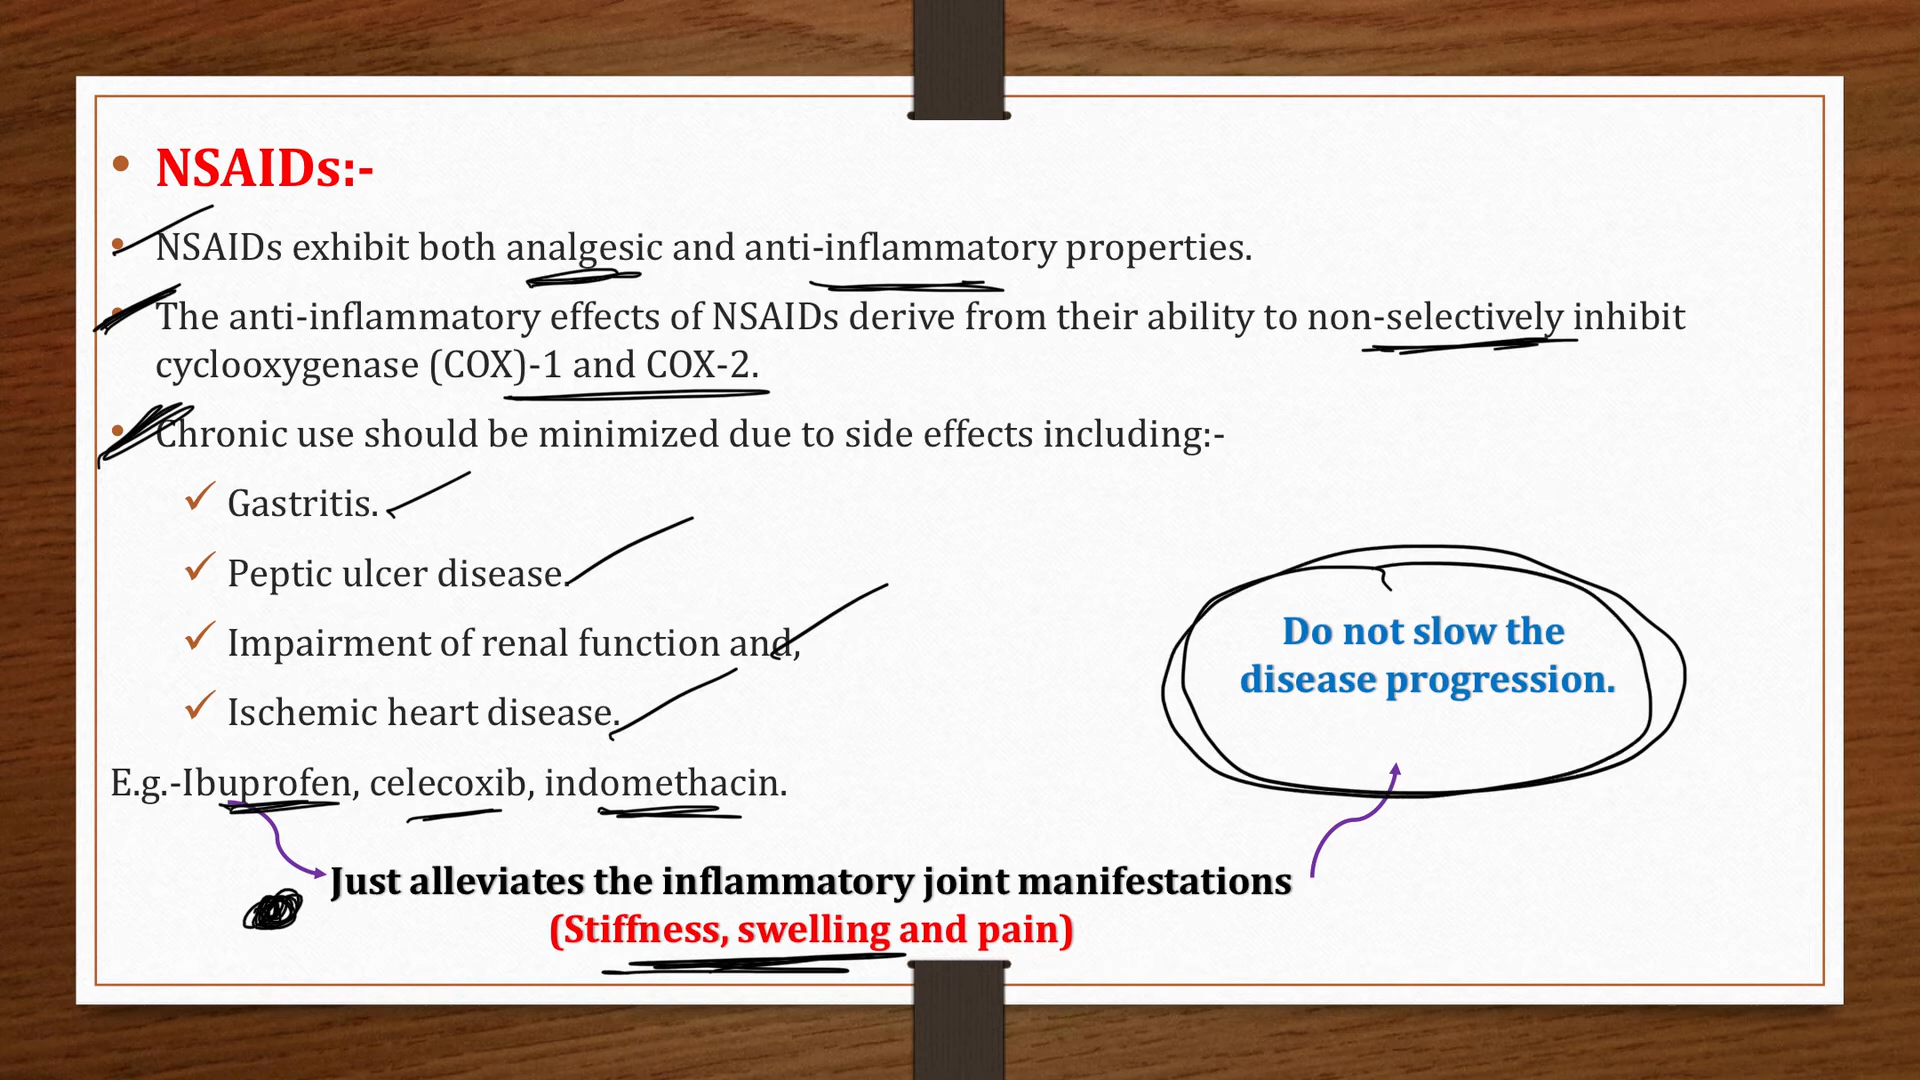 • NSAIDs:-
• NSAIDs exhibit both analgesic and anti-inflammatory properties.
• The anti-inflammatory effects of NSAIDs derive from their ability to non-selectively inhibit
cyclooxygenase (COX)-1 and COX-2.
• Chronic use should be minimized due to side effects including:-
✓ Gastritis.
✓ Peptic ulcer disease.
✓ Impairment of renal function and,
✓ Ischemic heart disease.
Do not slow the
disease progression.
E.g.-Ibuprofen, celecoxib, indomethacin.
Just alleviates the inflammatory joint manifestations
(Stiffness, swelling and pain)